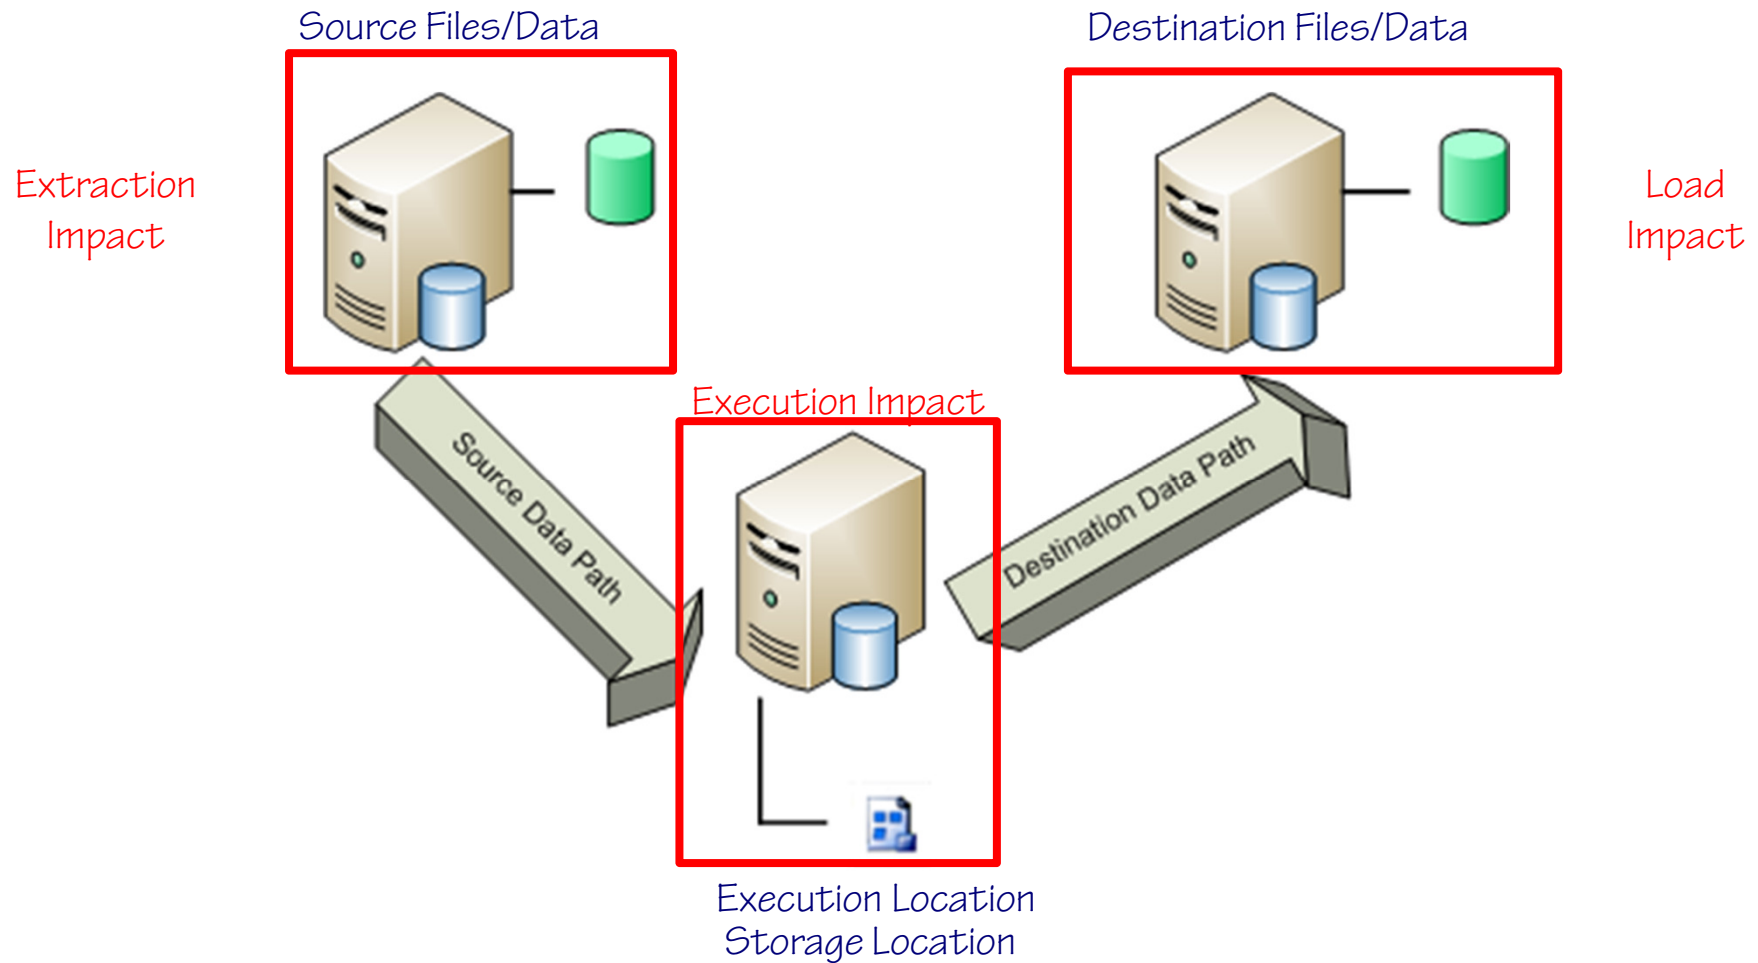 Source Files/Data
Destination Files/Data
Extraction
Impact
Load
Impact
Execution Impact
Source Data Path
Destination Data Path
Execution Location
Storage Location